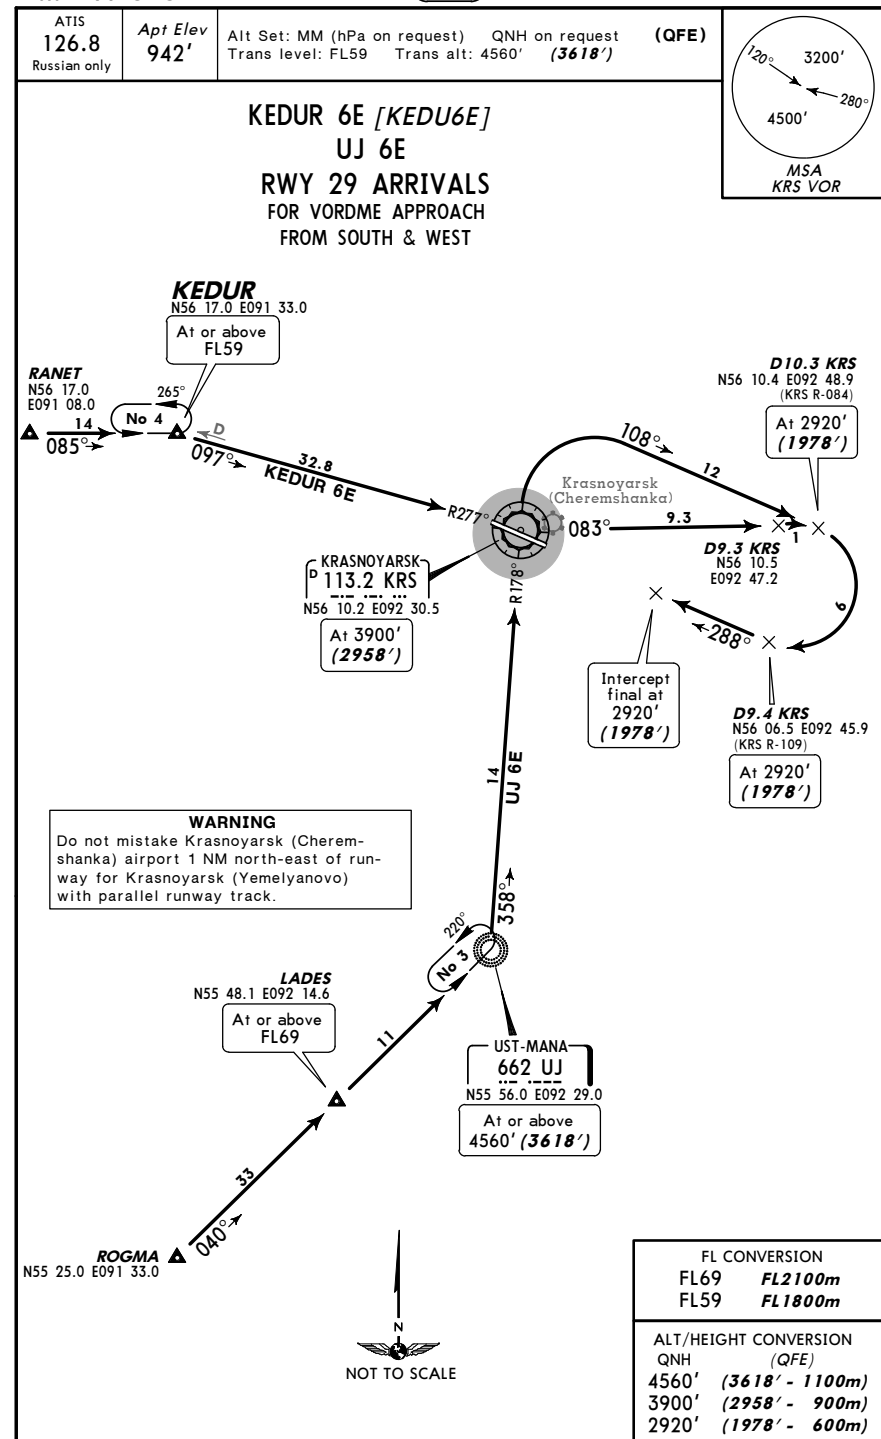 ATIS
126.8
Russian only
Apt Elev
942'
Alt Set: MM (hPa on request) QNH on request (QFE)
Trans level: FL59 Trans alt: 4560' (3618')
120°
3200'
280°
4500'
MSA
KRS VOR
KEDUR 6E [KEDU6E]
UJ 6E
RWY 29 ARRIVALS
FOR VORDME APPROACH
FROM SOUTH & WEST
KEDUR
N56 17.0 E091 33.0
At or above
FL59
RANET
N56 17.0
E091 08.0
265°
No 4
14
085°
D
097°
32.8
KEDUR 6E
R277°
D10.3 KRS
N56 10.4 E092 48.9
(KRS R-084)
At 2920'
(1978')
108°
12
Krasnoyarsk
(Cheremshanka)
083°
9.3
1
D9.3 KRS
N56 10.5
E092 47.2
KRASNOYARSK
D 113.2 KRS
N56 10.2 E092 30.5
At 3900'
(2958')
R178°
6
288°
Intercept
final at
2920'
(1978')
D9.4 KRS
N56 06.5 E092 45.9
(KRS R-109)
At 2920'
(1978')
14
UJ 6E
WARNING
Do not mistake Krasnoyarsk (Cherem-
shanka) airport 1 NM north-east of run-
way for Krasnoyarsk (Yemelyanovo)
with parallel runway track.
358°
220°
No 3
LADES
N55 48.1 E092 14.6
At or above
FL69
11
UST-MANA
662 UJ
N55 56.0 E092 29.0
At or above
4560' (3618')
33
040°
ROGMA
N55 25.0 E091 33.0
N
NOT TO SCALE
FL CONVERSION
FL69 FL2100m
FL59 FL1800m
ALT/HEIGHT CONVERSION
QNH (QFE)
4560' (3618' - 1100m)
3900' (2958' - 900m)
2920' (1978' - 600m)